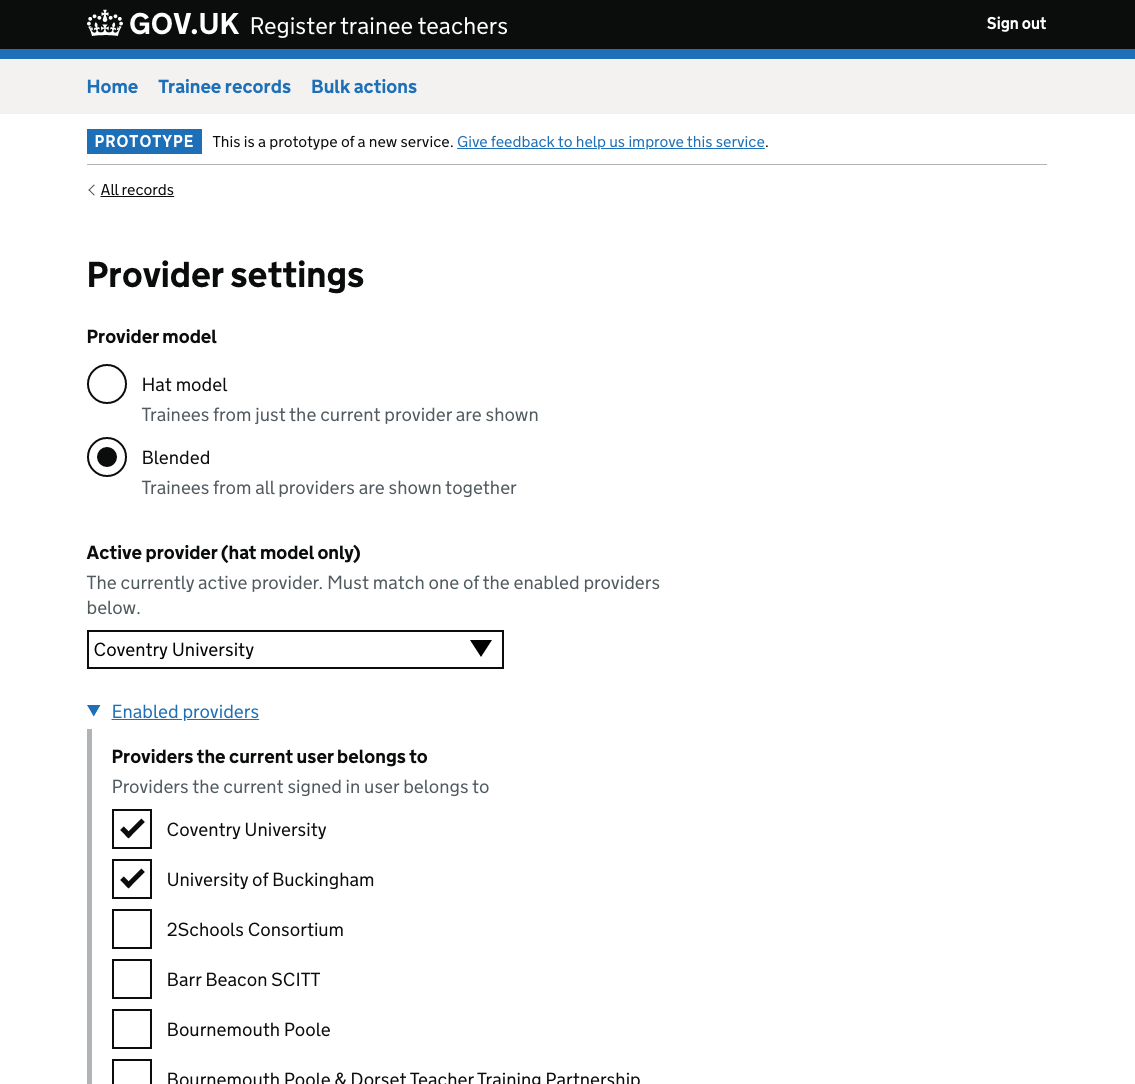 GOV.UK Register trainee teachers Sign out
Home Trainee records Bulk actions
PROTOTYPE This is a prototype of a new service. Give feedback to help us improve this service.
All records
Provider settings
Provider model
Hat model
Trainees from just the current provider are shown
Blended
Trainees from all providers are shown together
Active provider (hat model only)
The currently active provider. Must match one of the enabled providers
below.
Coventry University
Enabled providers
Providers the current user belongs to
Providers the current signed in user belongs to
Coventry University
University of Buckingham
2Schools Consortium
Barr Beacon SCITT
Bournemouth Poole
Bournemouth Poole & Dorset Teacher Training Partnership